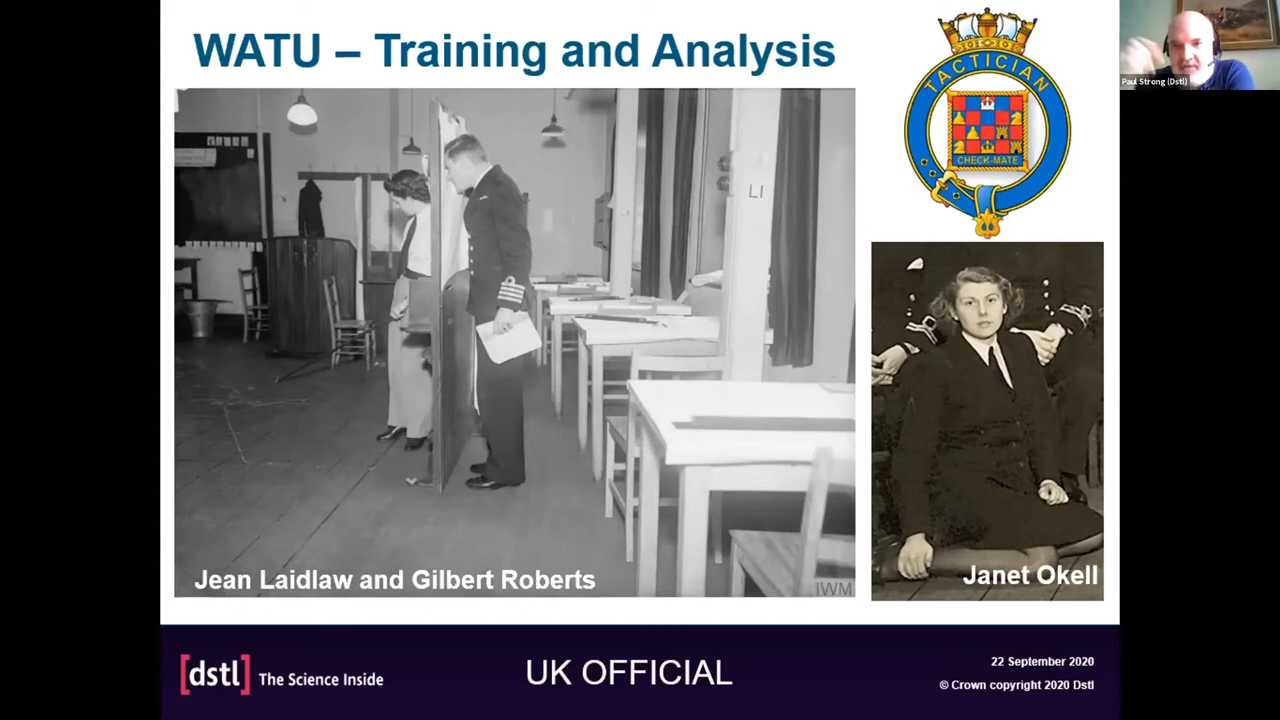 WATU – Training and Analysis
TACTICIAN
CHECK-MATE
Paul Strong (Dstl)
LI
Jean Laidlaw and Gilbert Roberts
IWM
Janet Okell
[dstl] The Science Inside
UK OFFICIAL
22 September 2020
© Crown copyright 2020 Dstl